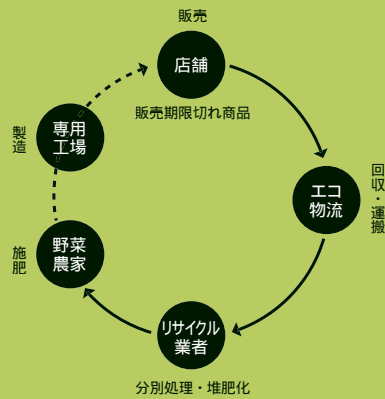 販売
店舗
販売期限切れ商品
エコ
物流
回収・運搬
リサイクル
業者
分別処理・堆肥化
野菜
農家
施肥
専用
工場
製造